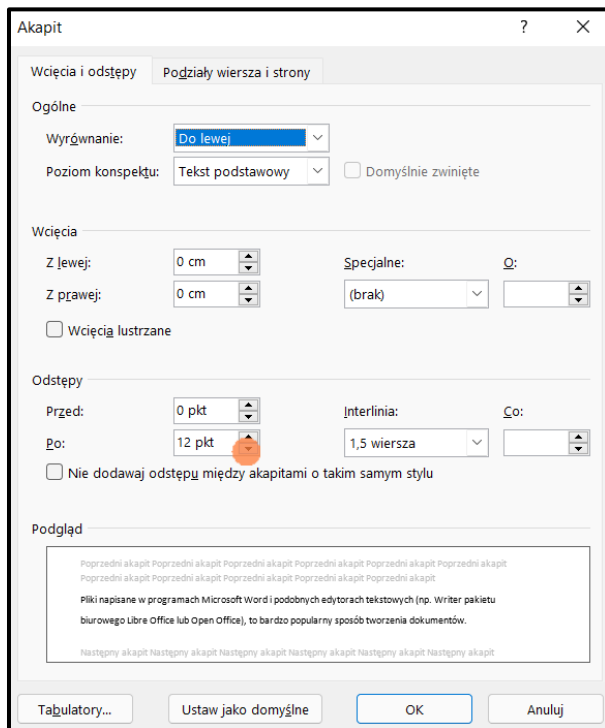 Akapit ?
Wcięcia i odstępy Podziały wiersza i strony
Ogólne
Wyrównanie: Do lewej
Poziom konspektu: Tekst podstawowy Domyślnie zwinięte
Wcięcia
Z lewej: 0 cm Specjalne: O:
Z prawej: 0 cm (brak)
Wcięcia lustrzane
Odstępy
Przed: 0 pkt Interlinia: Co:
Po: 12 pkt 1,5 wiersza
Nie dodawaj odstępu między akapitami o takim samym stylu
Podgląd
Poprzedni akapit Poprzedni akapit Poprzedni akapit Poprzedni akapit Poprzedni akapit Poprzedni akapit
Poprzedni akapit Poprzedni akapit Poprzedni akapit Poprzedni akapit Poprzedni akapit
Pliki napisane w programach Microsoft Word i podobnych edytorach tekstowych (np. Writer pakietu
biurowego Libre Office lub Open Office), to bardzo popularny sposób tworzenia dokumentów.
Następny akapit Następny akapit Następny akapit Następny akapit Następny akapit Następny akapit
Tabulatory... Ustaw jako domyślne OK Anuluj